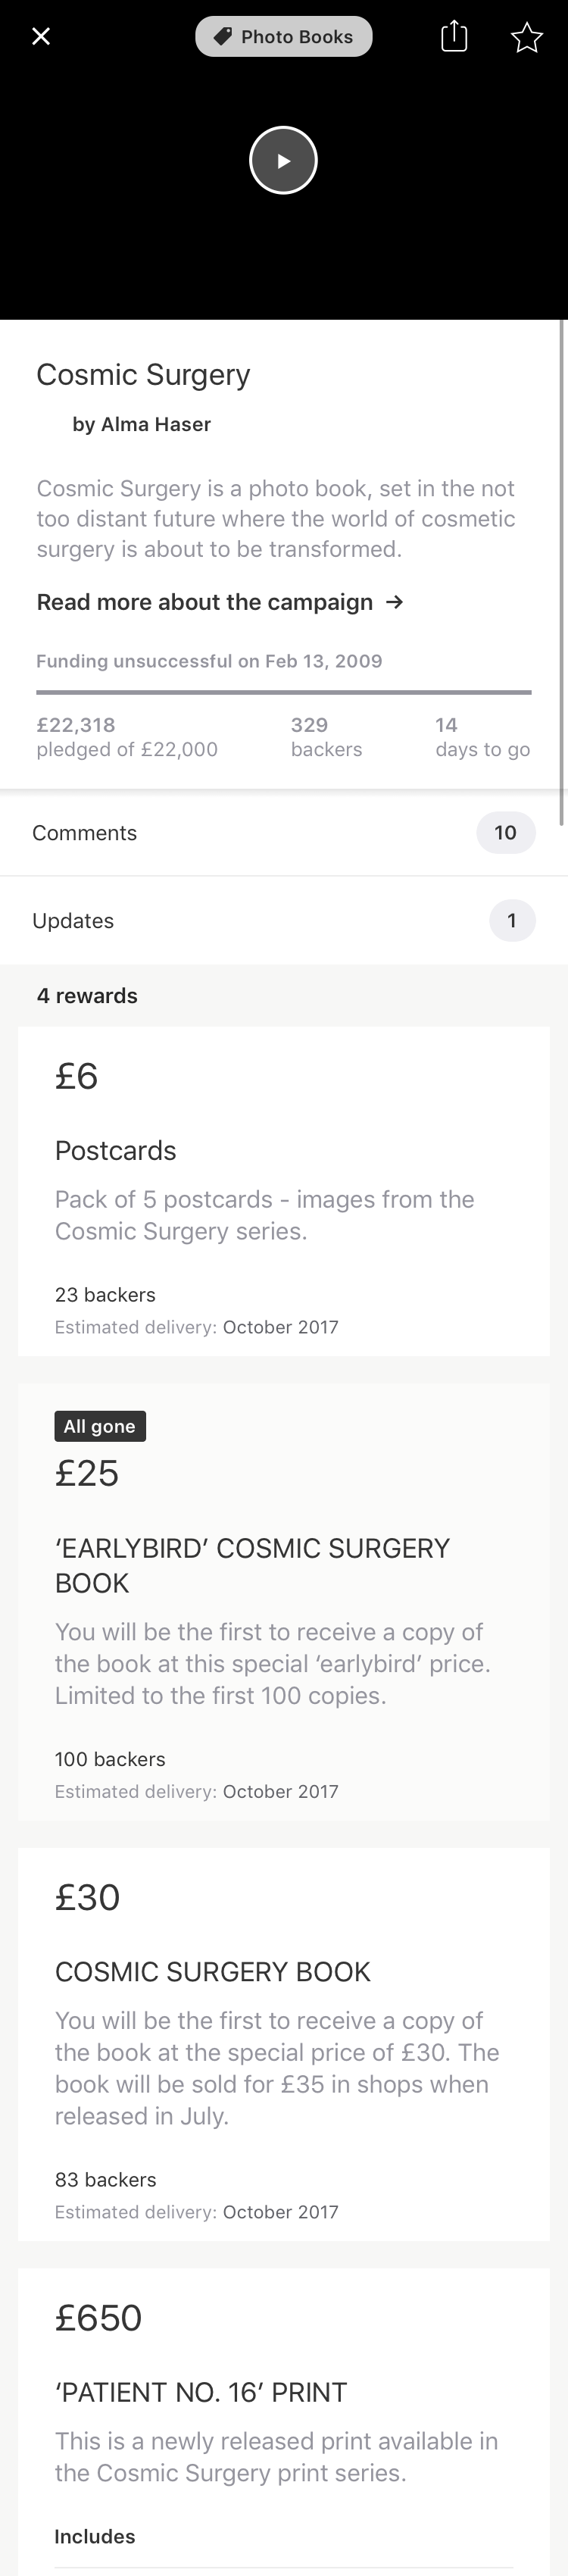 Photo Books
Cosmic Surgery
by Alma Haser
Cosmic Surgery is a photo book, set in the not
too distant future where the world of cosmetic
surgery is about to be transformed.
Read more about the campaign →
Funding unsuccessful on Feb 13, 2009
£22,318 329 14
pledged of £22,000 backers days to go
Comments 10
Updates 1
4 rewards
£6
Postcards
Pack of 5 postcards - images from the
Cosmic Surgery series.
23 backers
Estimated delivery: October 2017
All gone
£25
‘EARLYBIRD’ COSMIC SURGERY
BOOK
You will be the first to receive a copy of
the book at this special ‘earlybird’ price.
Limited to the first 100 copies.
100 backers
Estimated delivery: October 2017
£30
COSMIC SURGERY BOOK
You will be the first to receive a copy of
the book at the special price of £30. The
book will be sold for £35 in shops when
released in July.
83 backers
Estimated delivery: October 2017
£650
‘PATIENT NO. 16’ PRINT
This is a newly released print available in
the Cosmic Surgery print series.
Includes